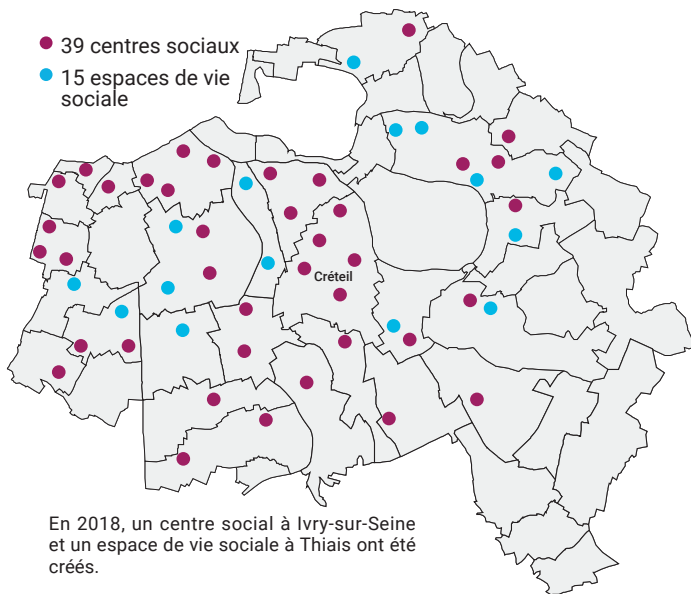 39 centres sociaux
15 espaces de vie
sociale
Créteil
En 2018, un centre social à Ivry-sur-Seine
et un espace de vie sociale à Thiais ont été
créés.